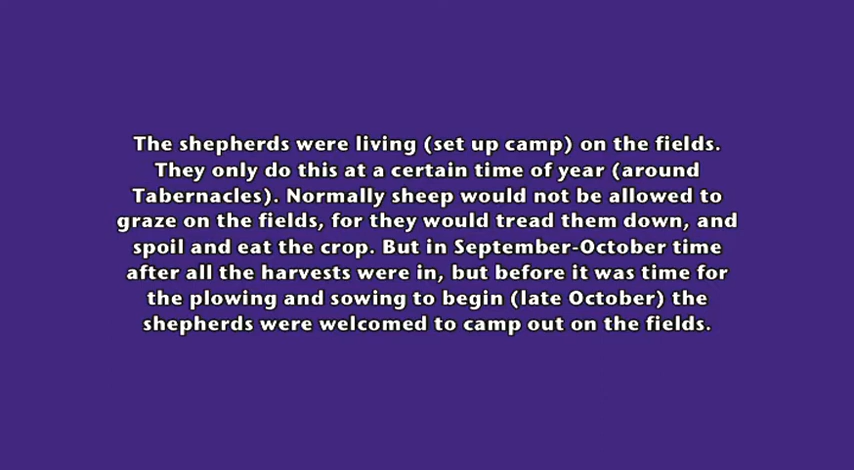 The shepherds were living (set up camp) on the fields.
They only do this at a certain time of year (around
Tabernacles). Normally sheep would not be allowed to
graze on the fields, for they would tread them down, and
spoil and eat the crop. But in September-October time
after all the harvests were in, but before it was time for
the plowing and sowing to begin (late October) the
shepherds were welcomed to camp out on the fields.